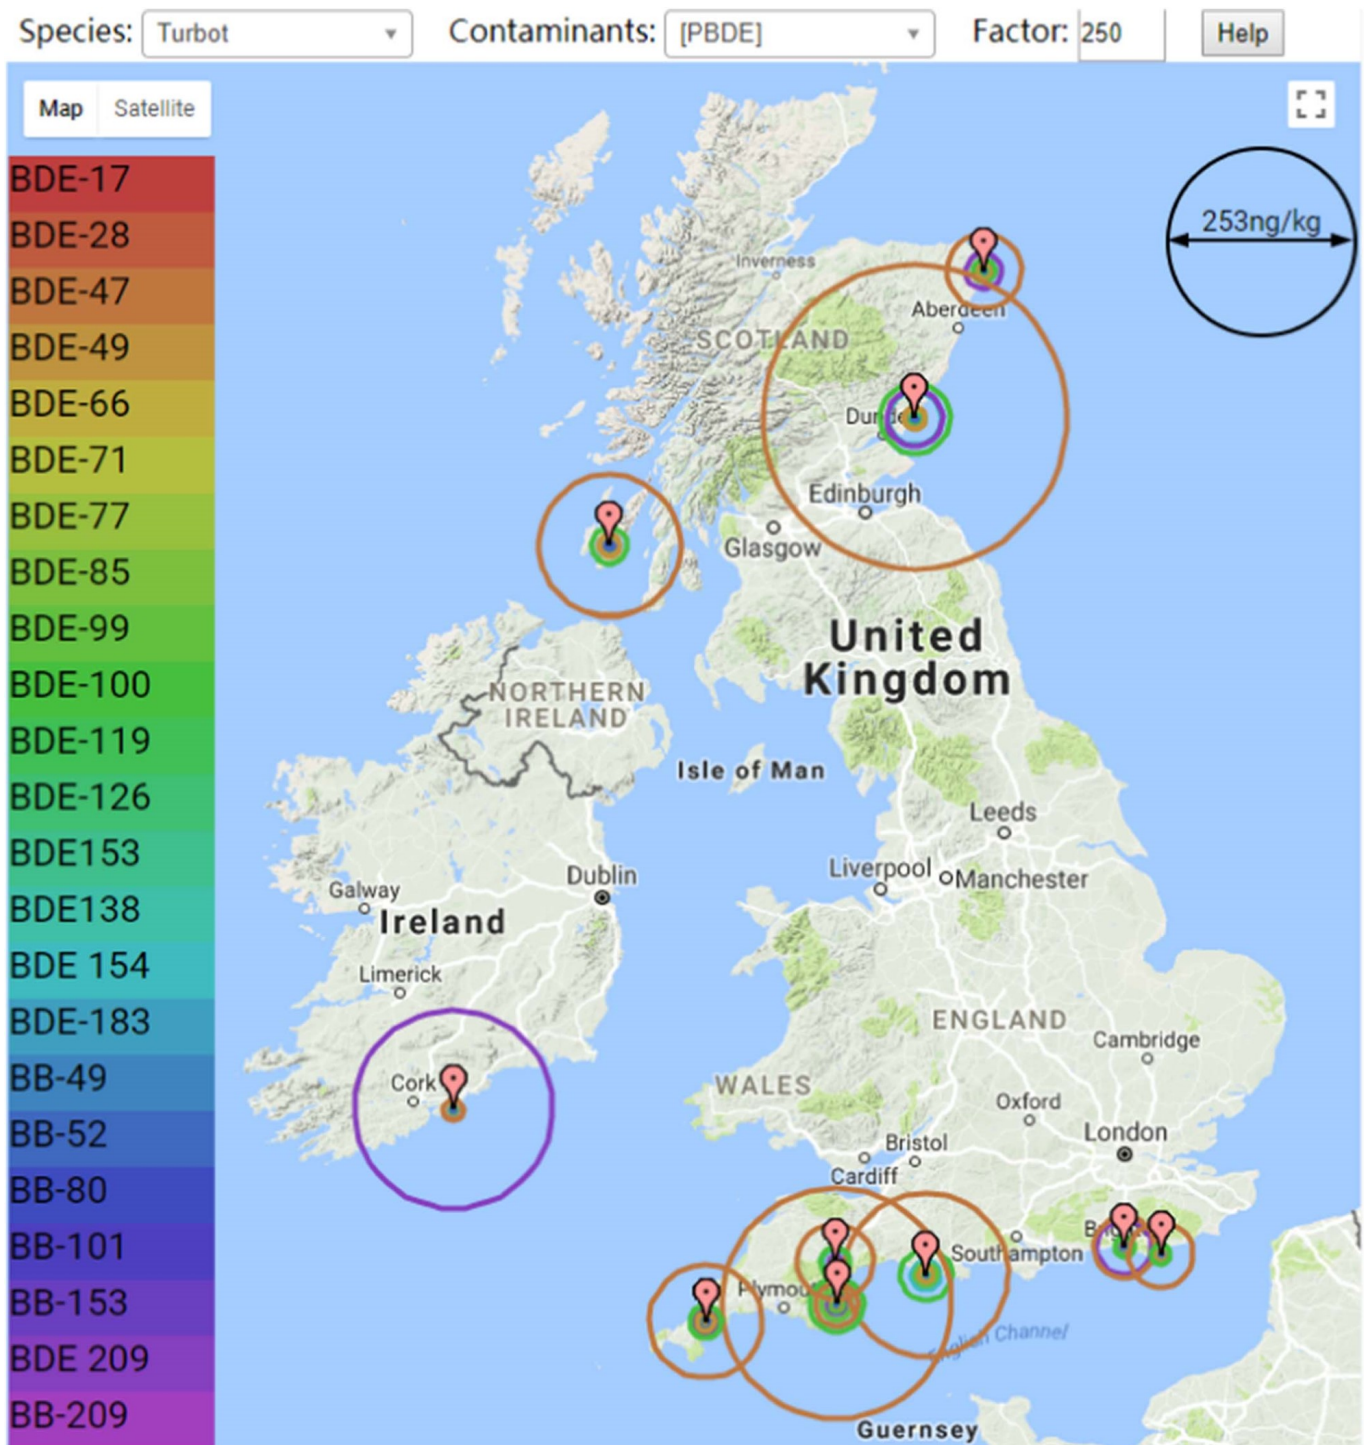 Species: Turbot Contaminants: [PBDE] Factor: 250 Help
Map Satellite
253ng/kg
BDE-17
BDE-28
BDE-47
BDE-49
BDE-66
BDE-71
BDE-77
BDE-85
BDE-99
BDE-100
BDE-119
BDE-126
BDE153
BDE138
BDE 154
BDE-183
BB-49
BB-52
BB-80
BB-101
BB-153
BDE 209
BB-209
Inverness
Aberdeen
SCOTLAND
Edinburgh
Glasgow
United
Kingdom
NORTHERN
IRELAND
Isle of Man
Leeds
Liverpool
Manchester
Dublin
Galway
Ireland
Limerick
ENGLAND
Cambridge
Cork
WALES
Oxford
London
Bristol
Cardiff
Southampton
English Channel
Guernsey